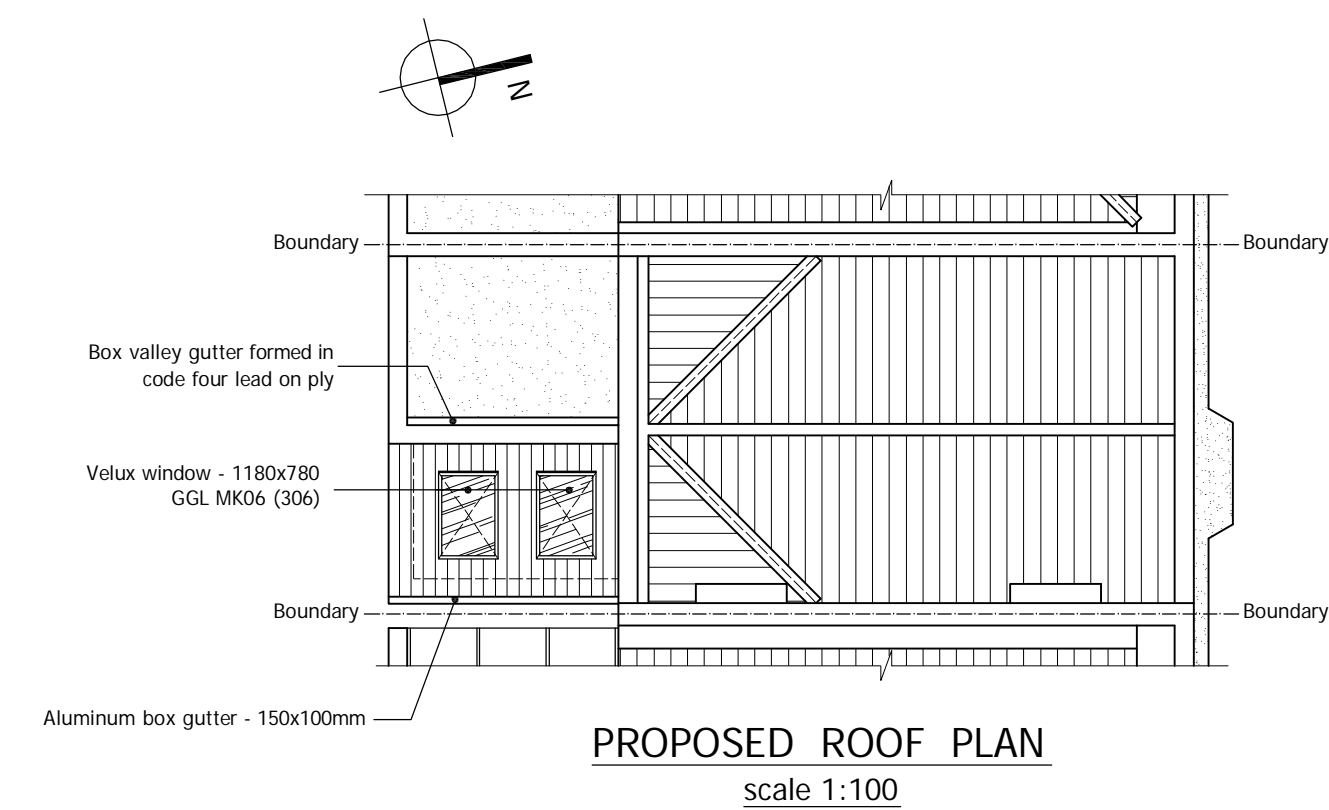 N
Boundary
Boundary
Box valley gutter formed in
code four lead on ply
Velux window - 1180x780
GGL MK06 (306)
Boundary
Boundary
Aluminum box gutter - 150x100mm
PROPOSED ROOF PLAN
scale 1:100